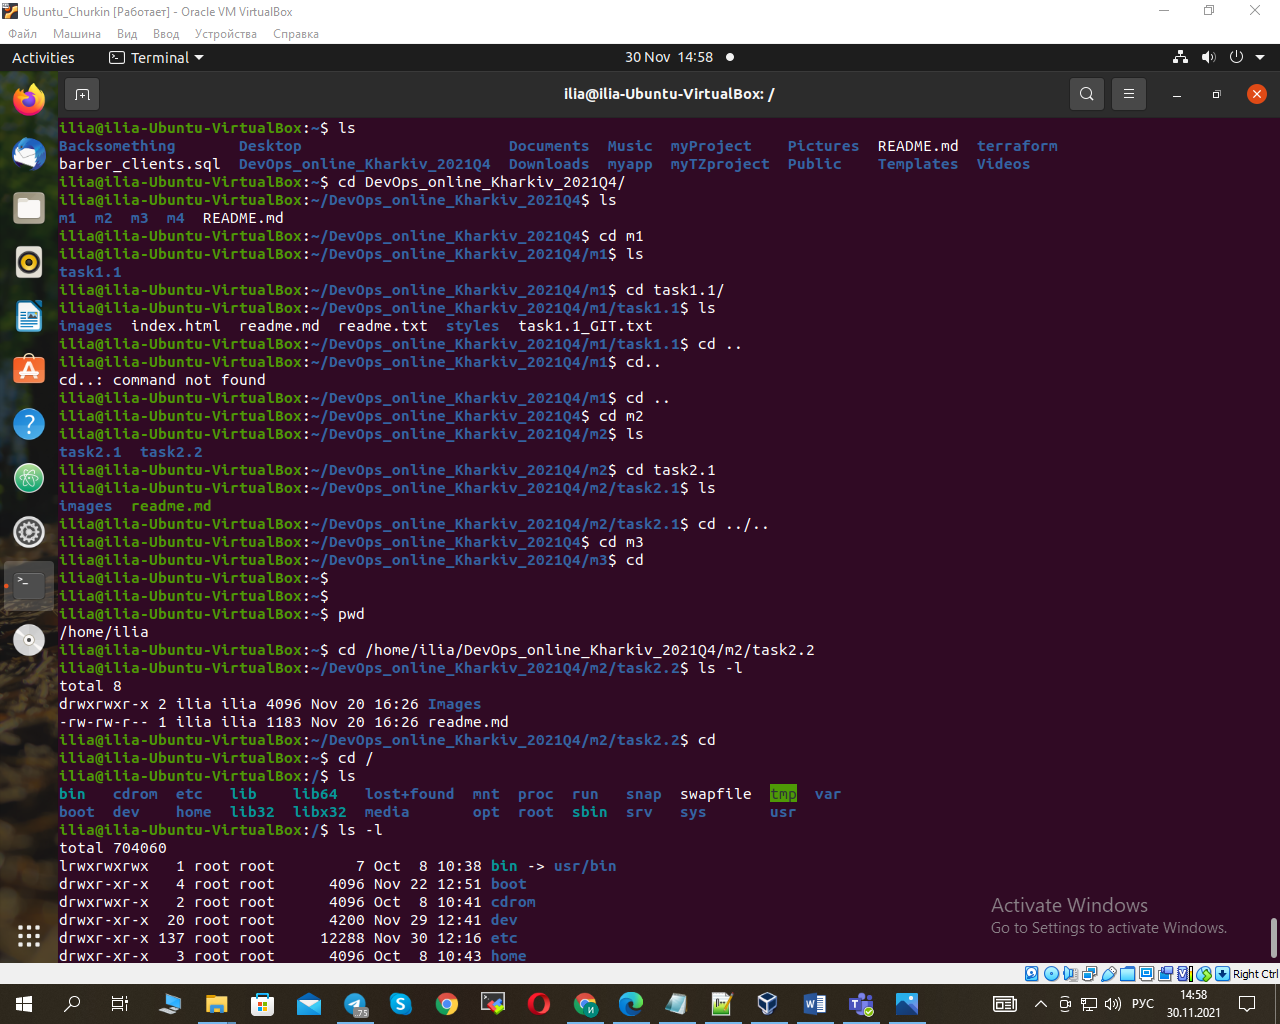 Ubuntu_Churkin [Работает] - Oracle VM VirtualBox
Файл Машина Вид Ввод Устройства Справка
Activities Terminal 30 Nov 14:58
ilia@ilia-Ubuntu-VirtualBox: /
ilia@ilia-Ubuntu-VirtualBox:~$ ls
Backsomething Desktop Documents Music myProject Pictures README.md terraform
barber_clients.sql DevOps_online_Kharkiv_2021Q4 Downloads myapp myTZproject Public Templates Videos
ilia@ilia-Ubuntu-VirtualBox:~$ cd DevOps_online_Kharkiv_2021Q4/
ilia@ilia-Ubuntu-VirtualBox:~/DevOps_online_Kharkiv_2021Q4$ ls
m1 m2 m3 m4 README.md
ilia@ilia-Ubuntu-VirtualBox:~/DevOps_online_Kharkiv_2021Q4$ cd m1
ilia@ilia-Ubuntu-VirtualBox:~/DevOps_online_Kharkiv_2021Q4/m1$ ls
task1.1
ilia@ilia-Ubuntu-VirtualBox:~/DevOps_online_Kharkiv_2021Q4/m1$ cd task1.1/
ilia@ilia-Ubuntu-VirtualBox:~/DevOps_online_Kharkiv_2021Q4/m1/task1.1$ ls
images index.html readme.md readme.txt styles task1.1_GIT.txt
ilia@ilia-Ubuntu-VirtualBox:~/DevOps_online_Kharkiv_2021Q4/m1/task1.1$ cd ..
ilia@ilia-Ubuntu-VirtualBox:~/DevOps_online_Kharkiv_2021Q4/m1$ cd..
cd..: command not found
ilia@ilia-Ubuntu-VirtualBox:~/DevOps_online_Kharkiv_2021Q4/m1$ cd ..
ilia@ilia-Ubuntu-VirtualBox:~/DevOps_online_Kharkiv_2021Q4$ cd m2
ilia@ilia-Ubuntu-VirtualBox:~/DevOps_online_Kharkiv_2021Q4/m2$ ls
task2.1 task2.2
ilia@ilia-Ubuntu-VirtualBox:~/DevOps_online_Kharkiv_2021Q4/m2$ cd task2.1
ilia@ilia-Ubuntu-VirtualBox:~/DevOps_online_Kharkiv_2021Q4/m2/task2.1$ ls
images readme.md
ilia@ilia-Ubuntu-VirtualBox:~/DevOps_online_Kharkiv_2021Q4/m2/task2.1$ cd ../..
ilia@ilia-Ubuntu-VirtualBox:~/DevOps_online_Kharkiv_2021Q4$ cd m3
ilia@ilia-Ubuntu-VirtualBox:~/DevOps_online_Kharkiv_2021Q4/m3$ cd
ilia@ilia-Ubuntu-VirtualBox:~$
ilia@ilia-Ubuntu-VirtualBox:~$
ilia@ilia-Ubuntu-VirtualBox:~$ pwd
/home/ilia
ilia@ilia-Ubuntu-VirtualBox:~$ cd /home/ilia/DevOps_online_Kharkiv_2021Q4/m2/task2.2
ilia@ilia-Ubuntu-VirtualBox:~/DevOps_online_Kharkiv_2021Q4/m2/task2.2$ ls -l
total 8
drwxrwxr-x 2 ilia ilia 4096 Nov 20 16:26 Images
-rw-rw-r-- 1 ilia ilia 1183 Nov 20 16:26 readme.md
ilia@ilia-Ubuntu-VirtualBox:~/DevOps_online_Kharkiv_2021Q4/m2/task2.2$ cd
ilia@ilia-Ubuntu-VirtualBox:~$ cd /
ilia@ilia-Ubuntu-VirtualBox:/$ ls
bin cdrom etc lib lib64 lost+found mnt proc run snap swapfile tmp var
boot dev home lib32 libx32 media opt root sbin srv sys usr
ilia@ilia-Ubuntu-VirtualBox:/$ ls -l
total 704060
lrwxrwxrwx 1 root root 7 Oct 8 10:38 bin -> usr/bin
drwxr-xr-x 4 root root 4096 Nov 22 12:51 boot
drwxrwxr-x 2 root root 4096 Oct 8 10:41 cdrom
drwxr-xr-x 20 root root 4200 Nov 29 12:41 dev
drwxr-xr-x 137 root root 12288 Nov 30 12:16 etc
drwxr-xr-x 3 root root 4096 Oct 8 10:43 home
Activate Windows
Go to Settings to activate Windows.
Right Ctrl
.75
РУС
14:58
30.11.2021